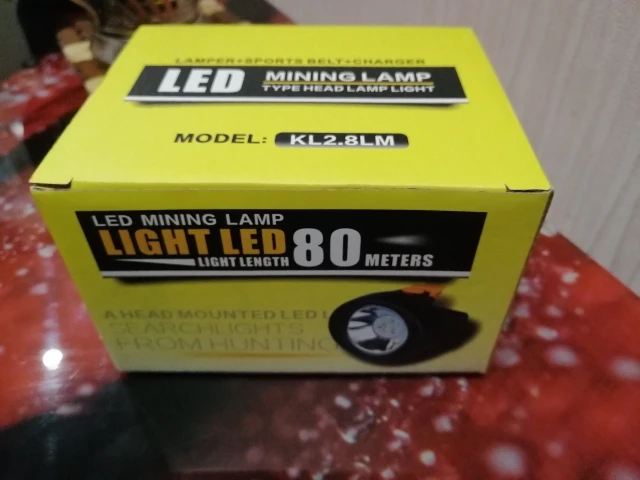 LAMPER+SPORTS BELT+CHARGER
LED MINING LAMP
TYPE HEAD LAMP LIGHT
MODEL: KL2.8LM
LED MINING LAMP
LIGHT LED 80
LIGHT LENGTH METERS
A HEAD MOUNTED LED L
SEARCHLIGHTS
FROM HUNTING